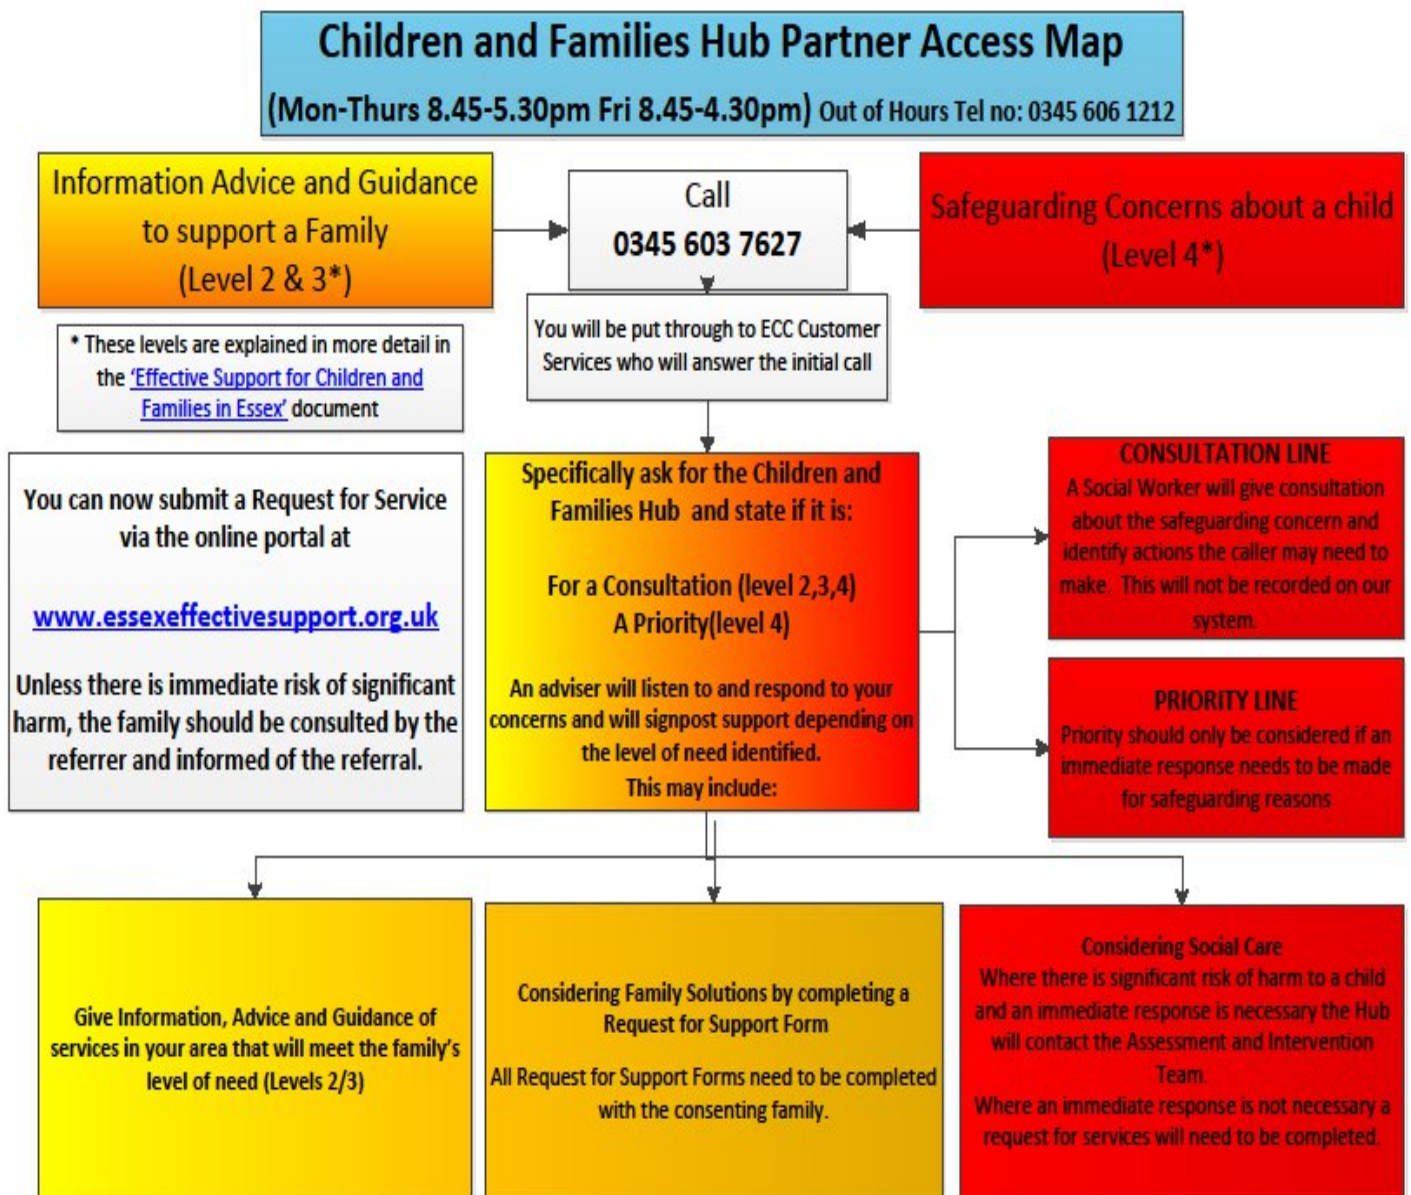 Children and Families Hub Partner Access Map
(Mon-Thurs 8.45-5.30pm Fri 8.45-4.30pm) Out of Hours Tel no: 0345 606 1212
Information Advice and Guidance
to support a Family
(Level 2 & 3*)
Call
0345 603 7627
Safeguarding Concerns about a child
(Level 4*)
* These levels are explained in more detail in
the ‘Effective Support for Children and
Families in Essex’ document
You will be put through to ECC Customer
Services who will answer the initial call
You can now submit a Request for Service
via the online portal at
www.essexeffectivesupport.org.uk
Unless there is immediate risk of significant
harm, the family should be consulted by the
referrer and informed of the referral.
Specifically ask for the Children and
Families Hub and state if it is:
For a Consultation (level 2,3,4)
A Priority(level 4)
An adviser will listen to and respond to your
concerns and will signpost support depending on
the level of need identified.
This may include:
CONSULTATION LINE
A Social Worker will give consultation
about the safeguarding concern and
identify actions the caller may need to
make. This will not be recorded on our
system.
PRIORITY LINE
Priority should only be considered if an
immediate response needs to be made
for safeguarding reasons
Give Information, Advice and Guidance of
services in your area that will meet the family’s
level of need (Levels 2/3)
Considering Family Solutions by completing a
Request for Support Form
All Request for Support Forms need to be completed
with the consenting family.
Considering Social Care
Where there is significant risk of harm to a child
and an immediate response is necessary the Hub
will contact the Assessment and Intervention
Team.
Where an immediate response is not necessary a
request for services will need to be completed.